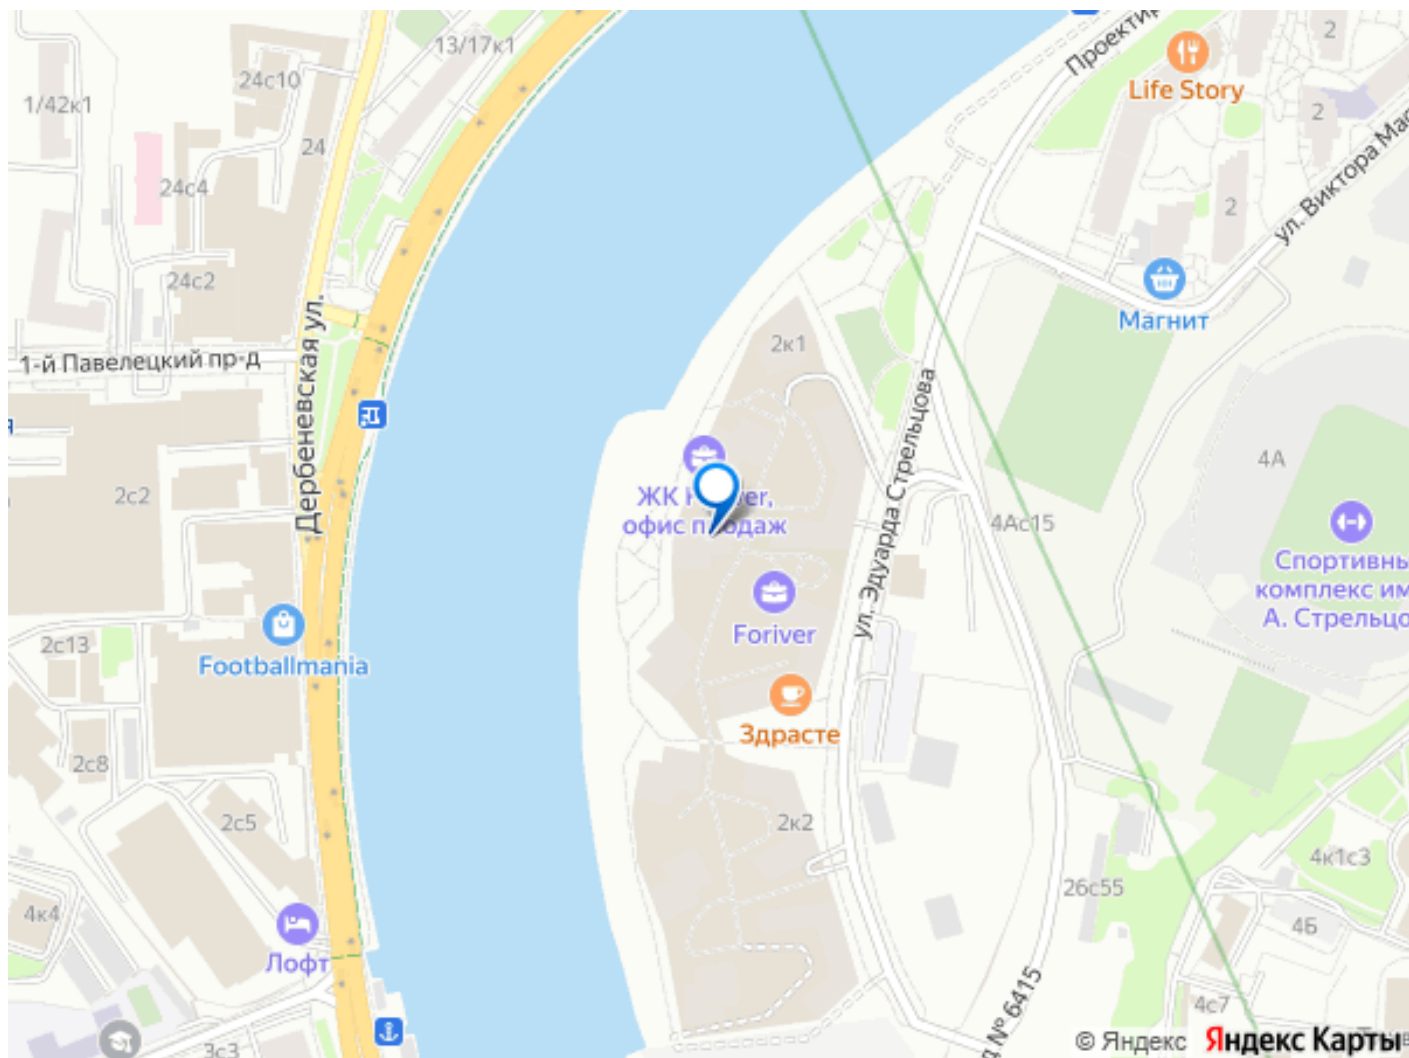 13/17к1
24с10
1/42к1
24
24с4
24с2
1-й Павелецкий пр-д
Дербеневская ул.
2с2
2с13
Footballmania
2с8
2с5
4к4
Лофт
3с3
Life Story
2
2
2
ул. Виктора
Магнит
2к1
ул. Эдуарда Стрельцова
ЖК
офис продаж
Foriver
Здрасте
2к2
4А
4Ас15
Спортивны
комплекс им
А. Стрельцо
26с55
4к1с3
4Б
4с7
№ 6415
© Яндекс
Яндекс Карты